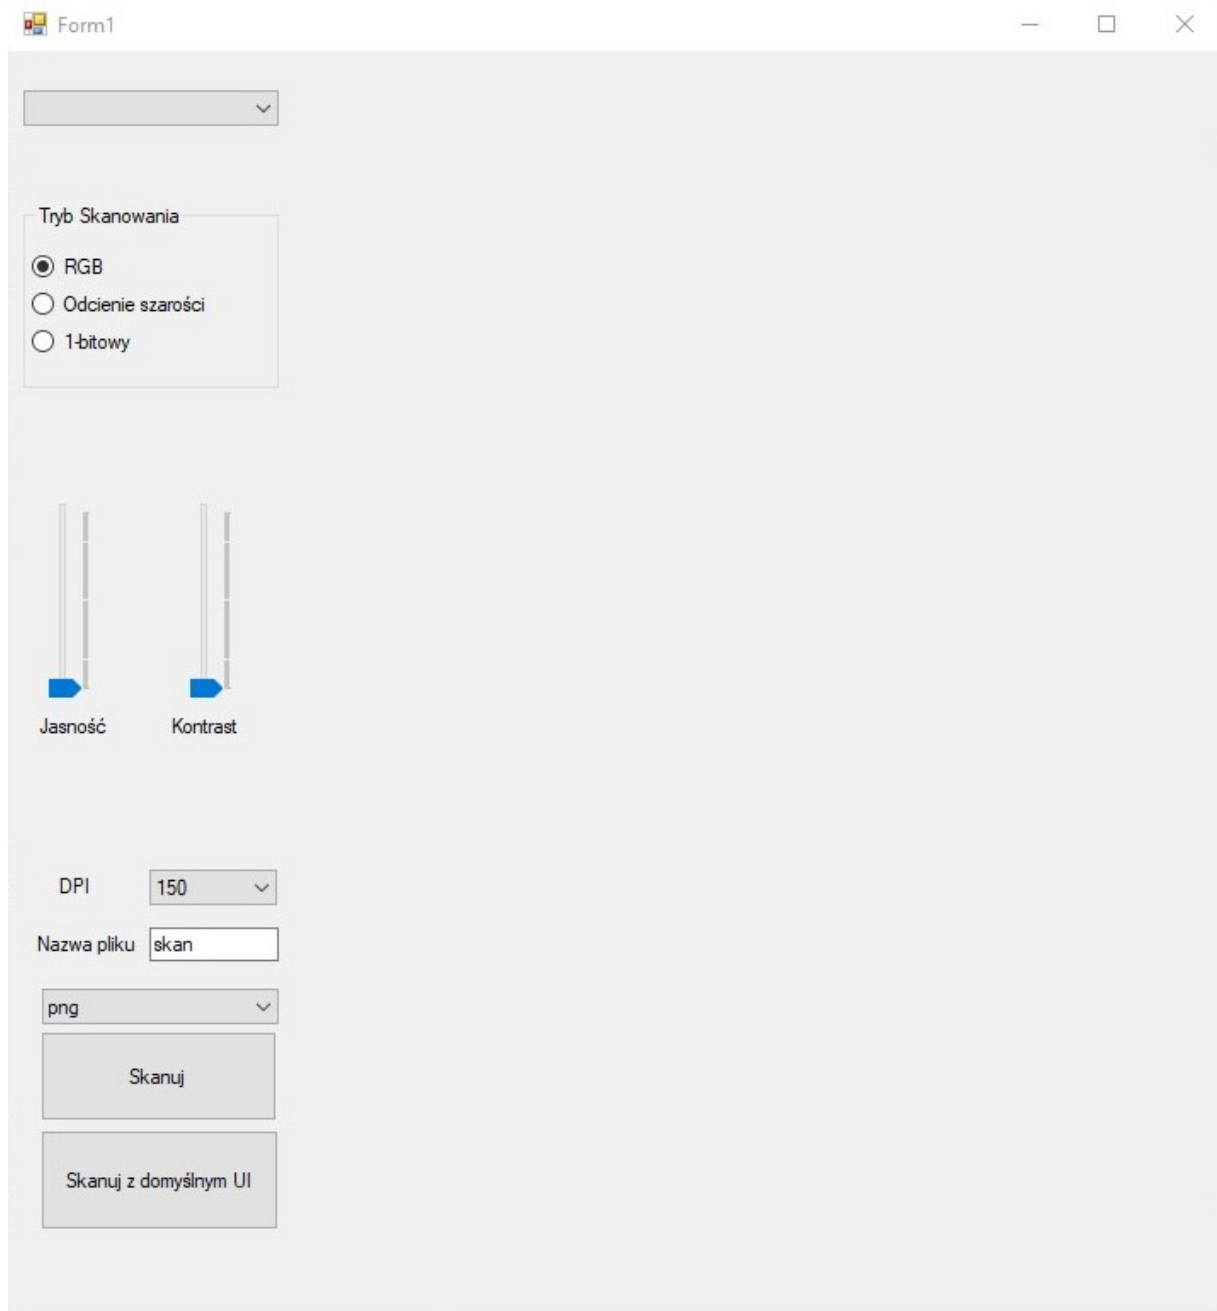 Form1
Tryb Skanowania
RGB
Odcienie szarości
1-bitowy
Jasność Kontrast
DPI 150
Nazwa pliku skan
png
Skanuj
Skanuj z domyślnym UI